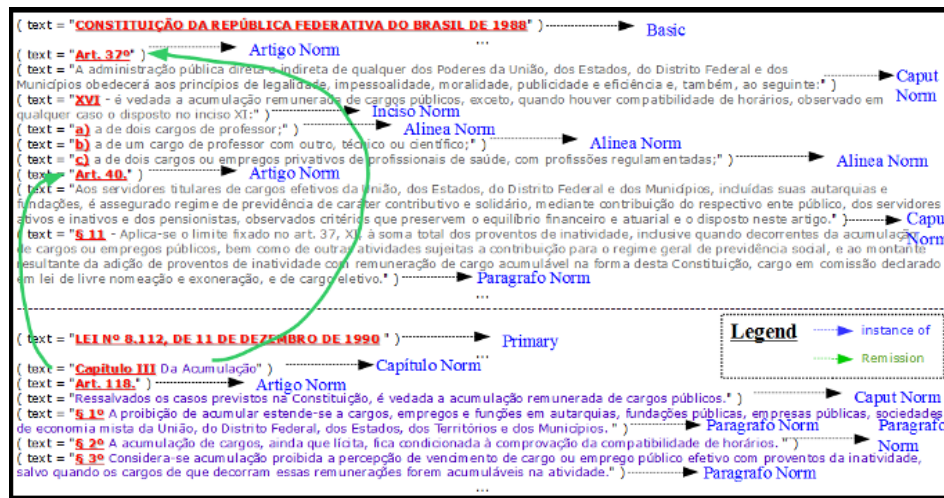 ( text = "CONSTITUIÇÃO DA REPÚBLICA FEDERATIVA DO BRASIL DE 1988" ) Basic
...
( text = "Art. 37º" ) Artigo Norm
( text = "A administração pública direta e indireta de qualquer dos Poderes da União, dos Estados, do Distrito Federal e dos Caput
Municípios obedecerá aos princípios de legalidade, impessoalidade, moralidade, publicidade e eficiência e, também, ao seguinte:" ) Norm
( text = "XVI - é vedada a acumulação remunerada de cargos públicos, exceto, quando houver compatibilidade de horários, observado em
qualquer caso o disposto no inciso XI:" ) Inciso Norm
( text = "a) a de dois cargos de professor;" ) Alinea Norm
( text = "b) a de um cargo de professor com outro, técnico ou científico;" ) Alinea Norm
( text = "c) a de dois cargos ou empregos privativos de profissionais de saúde, com profissões regulamentadas;" ) Alinea Norm
( text = "Art. 40." ) Artigo Norm
( text = "Aos servidores titulares de cargos efetivos da União, dos Estados, do Distrito Federal e dos Municípios, incluídas suas autarquias e
fundações, é assegurado regime de previdência de caráter contributivo e solidário, mediante contribuição do respectivo ente público, dos servidores
ativos e inativos e dos pensionistas, observados critérios que preservem o equilíbrio financeiro e atuarial e o disposto neste artigo." ) Caput
( text = "§ 11 - Aplica-se o limite fixado no art. 37, XI, à soma total dos proventos de inatividade, inclusive quando decorrentes da acumulação Norm
de cargos ou empregos públicos, bem como de outras atividades sujeitas a contribuição para o regime geral de previdência social, e ao montante
resultante da adição de proventos de inatividade com remuneração de cargo acumulável na forma desta Constituição, cargo em comissão declarado
em lei de livre nomeação e exoneração, e de cargo eletivo." ) Paragrafo Norm
...
Legend
instance of
Remission
( text = "LEI Nº 8.112, DE 11 DE DEZEMBRO DE 1990 " ) Primary
...
( text = "Capitulo III Da Acumulação" ) Capítulo Norm
( text = "Art. 118." ) Artigo Norm
( text = "Ressalvados os casos previstos na Constituição, é vedada a acumulação remunerada de cargos públicos." ) Caput Norm
( text = "§ 1º A proibição de acumular estende-se a cargos, empregos e funções em autarquias, fundações públicas, empresas públicas, sociedades
de economia mista da União, do Distrito Federal, dos Estados, dos Territórios e dos Municípios. " ) Paragrafo Norm Paragrafo
( text = "§ 2º A acumulação de cargos, ainda que lícita, fica condicionada à comprovação da compatibilidade de horários. " ) Norm
( text = "§ 3º Considera-se acumulação proibida a percepção de vencimento de cargo ou emprego público efetivo com proventos da inatividade,
salvo quando os cargos de que decorram essas remunerações forem acumuláveis na atividade." ) Paragrafo Norm
...